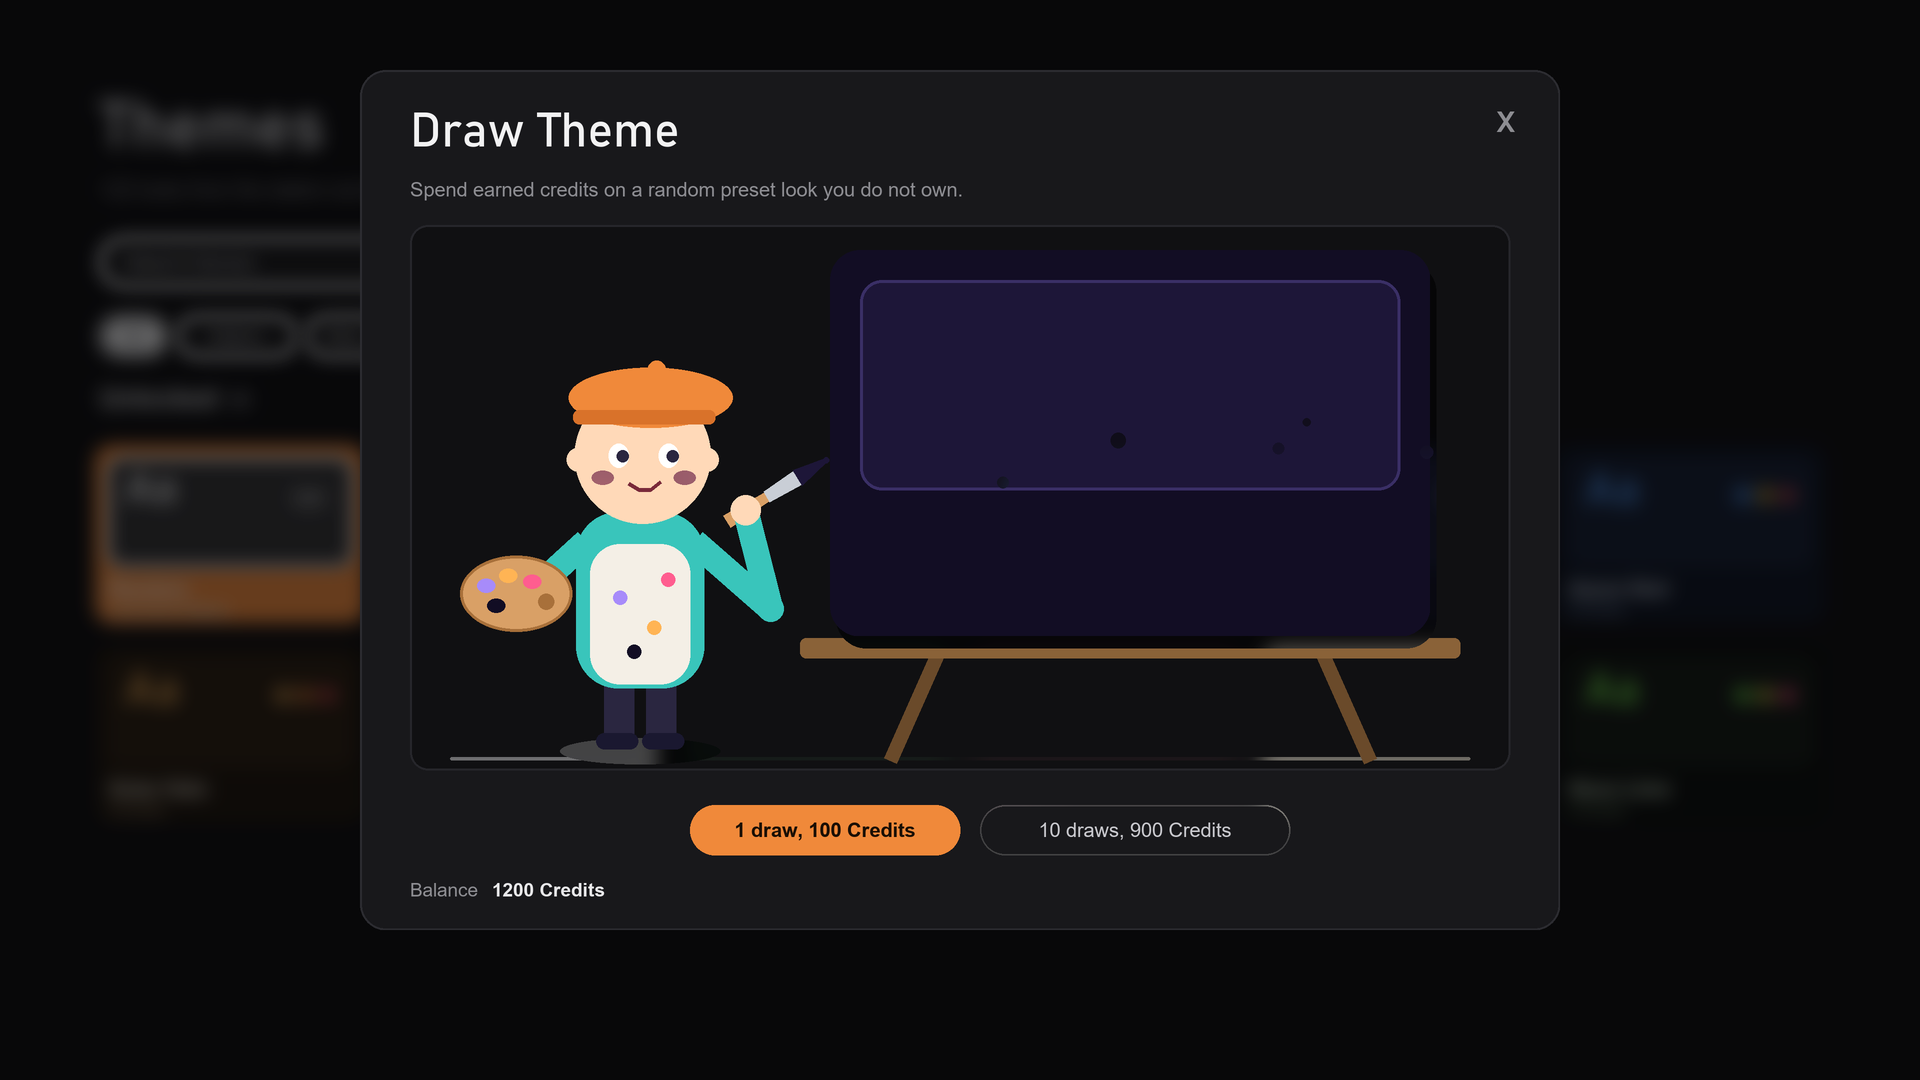 Themes
Draw Theme
X
Spend earned credits on a random preset look you do not own.
1 draw, 100 Credits
10 draws, 900 Credits
Balance 1200 Credits